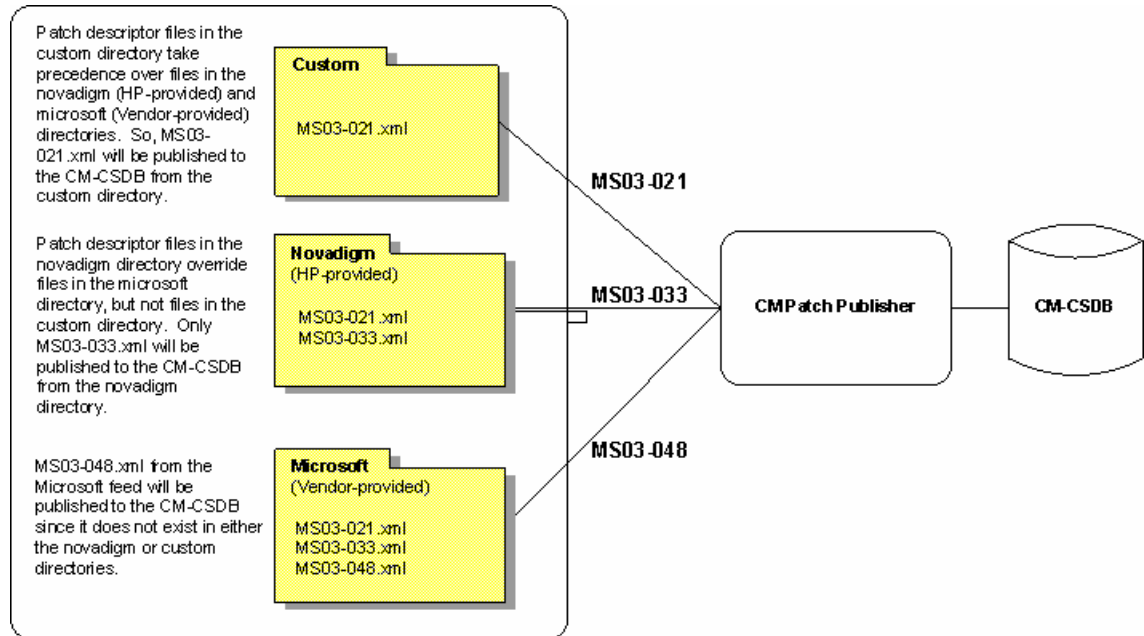 Patch descriptor files in the
custom directory take
precedence over files in the
novadigm (HP-provided) and
microsoft (Vendor-provided)
directories. So, MS03-
021.xml will be published to
the CM-CSDB from the
custom directory.
Custom
MS03-021.xml
MS03-021
Patch descriptor files in the
novadigm directory override
files in the microsoft
directory, but not files in the
custom directory. Only
MS03-033.xml will be
published to the CM-CSDB
from the novadigm
directory.
Novadigm
(HP-provided)
MS03-021.xml
MS03-033.xml
MS03-033
CM Patch Publisher
CM-CSDB
MS03-048.xml from the
Microsoft feed will be
published to the CM-CSDB
since it does not exist in either
the novadigm or custom
directories.
Microsoft
(Vendor-provided)
MS03-021.xml
MS03-033.xml
MS03-048.xml
MS03-048